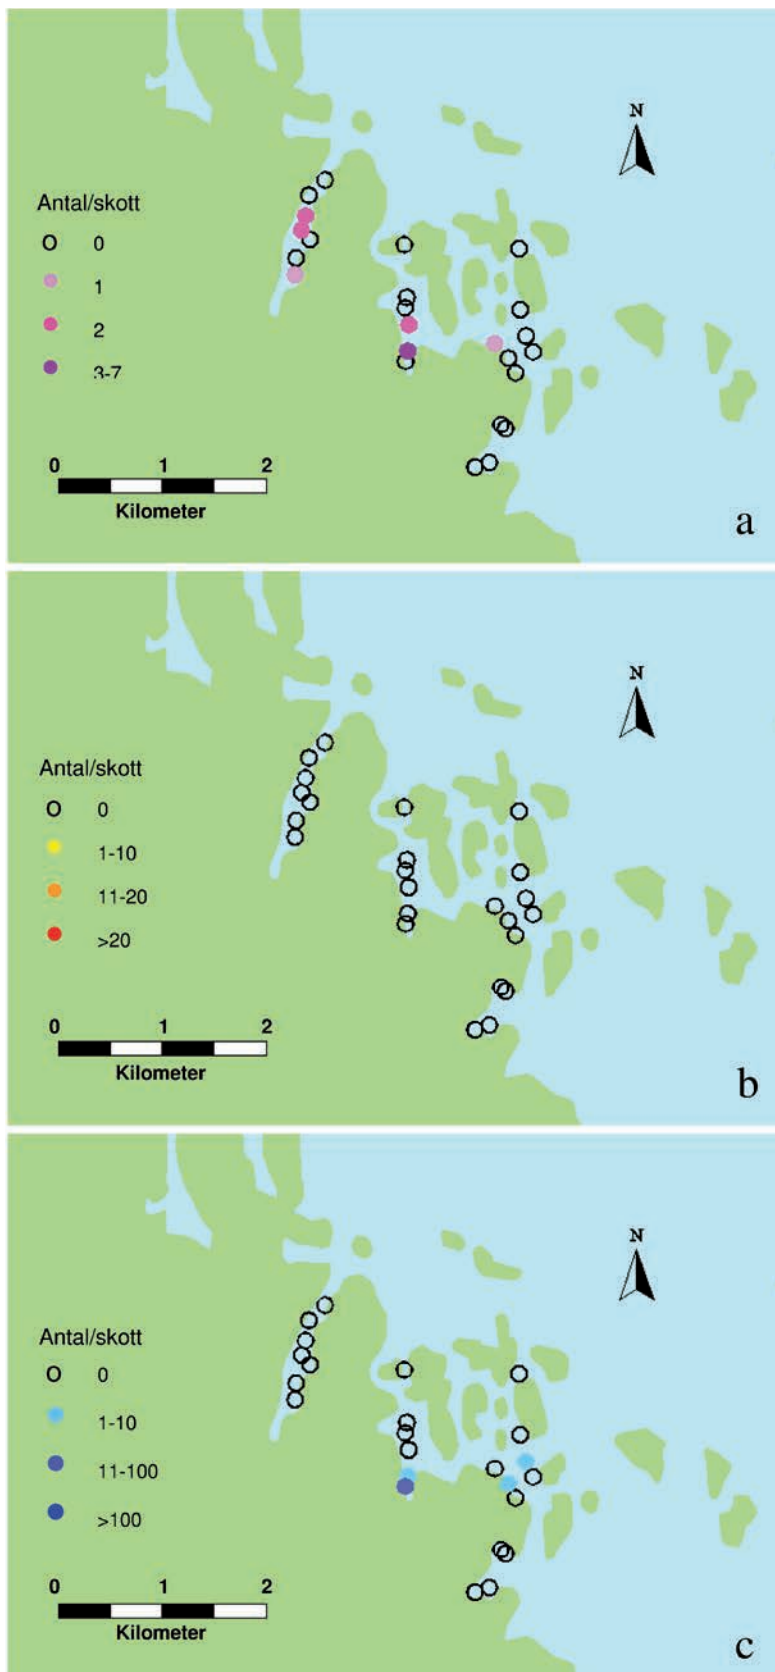 N
Antal/skott
0
1
2
3-7
0 1 2
Kilometer
a
N
Antal/skott
0
1-10
11-20
>20
0 1 2
Kilometer
b
N
Antal/skott
0
1-10
11-100
>100
0 1 2
Kilometer
c